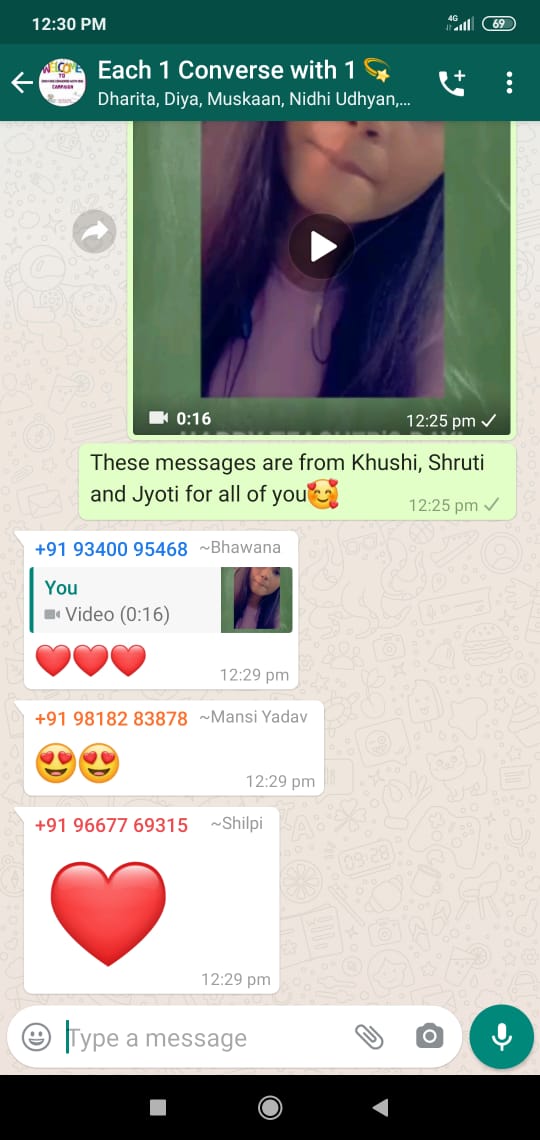 12:30 PM
4G
69
WELCOME
TO
CAMPAIGN
Each 1 Converse with 1 💫
Dharita, Diya, Muskaan, Nidhi Udhyan,...
0:16
12:25 pm
These messages are from Khushi, Shruti
and Jyoti for all of you🥰
12:25 pm
+91 93400 95468 ~Bhawana
You
Video (0:16)
❤️❤️❤️
12:29 pm
+91 98182 83878 ~Mansi Yadav
😍😍
12:29 pm
+91 96677 69315 ~Shilpi
❤️
12:29 pm
Type a message